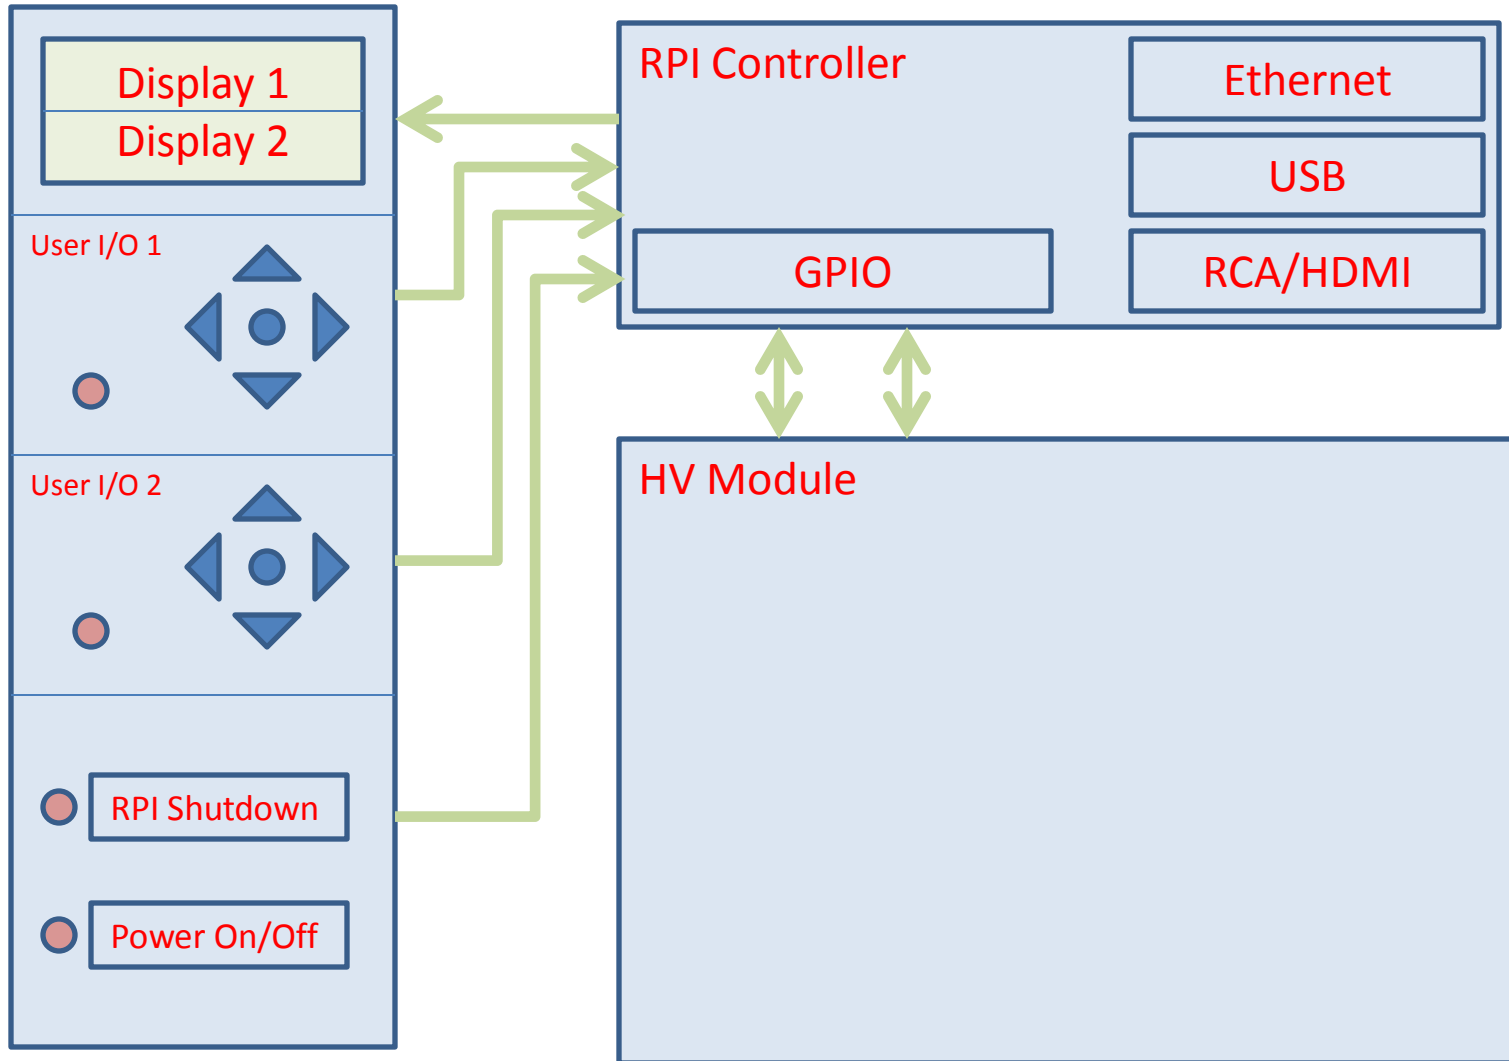 Display 1
Display 2
User I/O 1
User I/O 2
RPI Shutdown
Power On/Off
RPI Controller
Ethernet
USB
GPIO
RCA/HDMI
HV Module